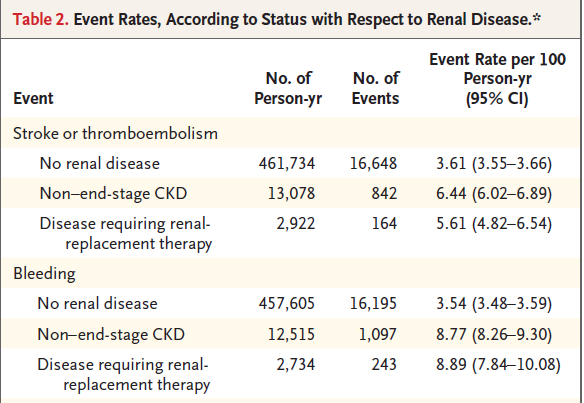 Table 2. Event Rates, According to Status with Respect to Renal Disease.*
Event No. of Person-yr No. of Events Event Rate per 100 Person-yr (95% CI)
Stroke or thromboembolism
No renal disease 461,734 16,648 3.61 (3.55–3.66)
Non–end-stage CKD 13,078 842 6.44 (6.02–6.89)
Disease requiring renal- 2,922 164 5.61 (4.82–6.54)
replacement therapy
Bleeding
No renal disease 457,605 16,195 3.54 (3.48–3.59)
Non–end-stage CKD 12,515 1,097 8.77 (8.26–9.30)
Disease requiring renal- 2,734 243 8.89 (7.84–10.08)
replacement therapy